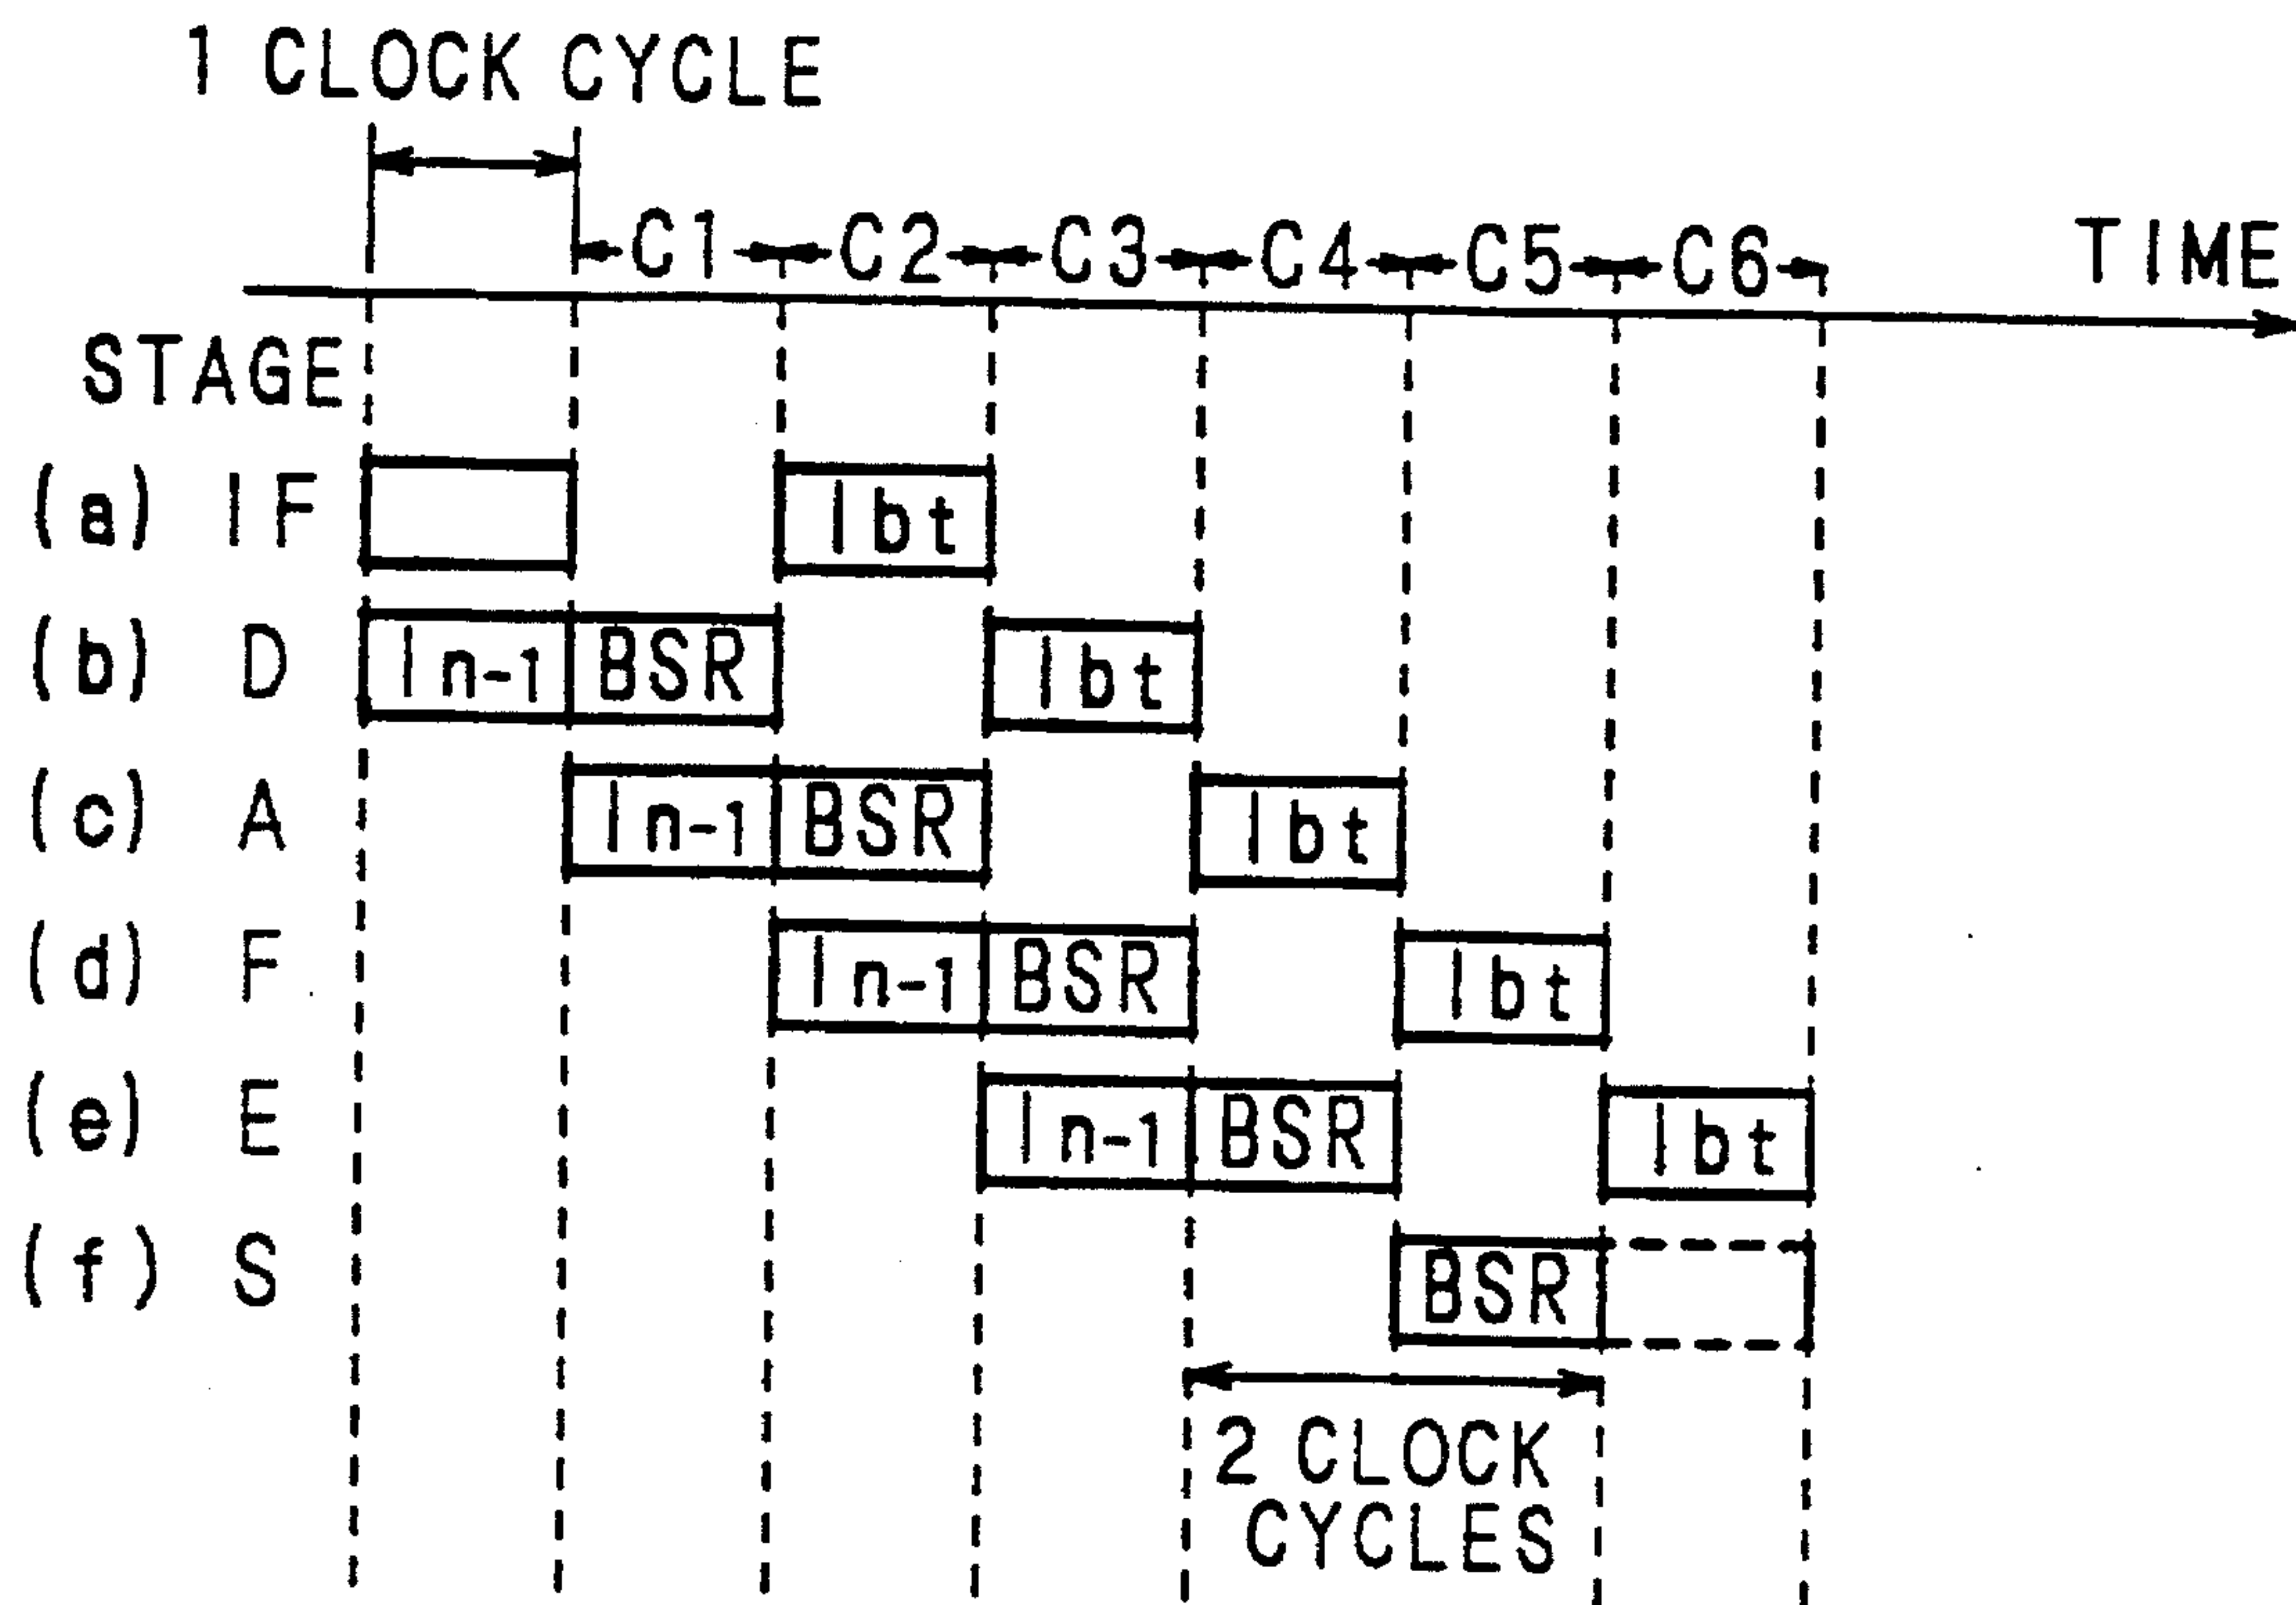 1 CLOCK CYCLE
C1 C2 C3 C4 C5 C6 TIME
STAGE
(a) IF Ibt
(b) D In-1 BSR Ibt
(c) A In-1 BSR Ibt
(d) F In-1 BSR Ibt
(e) E In-1 BSR Ibt
(f) S BSR
2 CLOCK
CYCLES